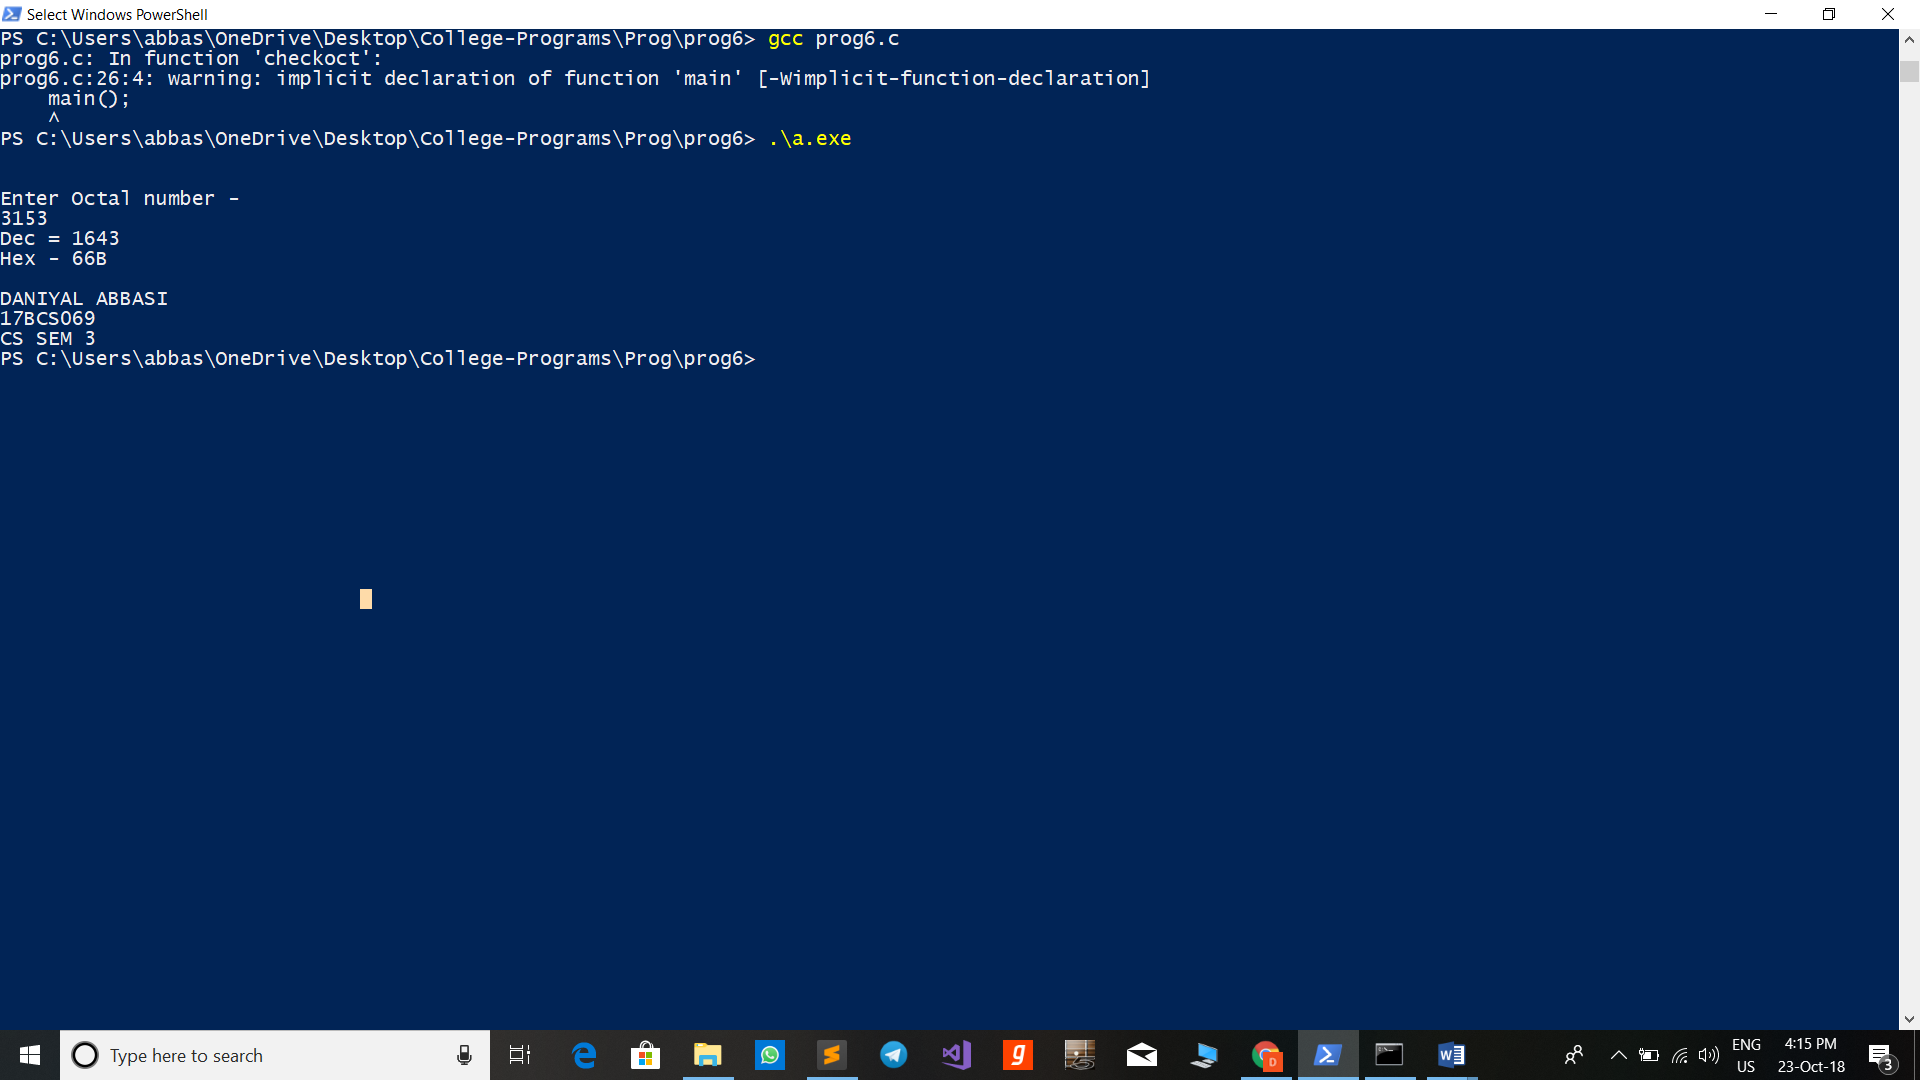 Select Windows PowerShell
PS C:\Users\abbas\OneDrive\Desktop\College-Programs\Prog\prog6> gcc prog6.c
prog6.c: In function 'checkoct':
prog6.c:26:4: warning: implicit declaration of function 'main' [-Wimplicit-function-declaration]
    main();
    ^
PS C:\Users\abbas\OneDrive\Desktop\College-Programs\Prog\prog6> .\a.exe
Enter Octal number -
3153
Dec = 1643
Hex - 66B
DANIYAL ABBASI
17BCS069
CS SEM 3
PS C:\Users\abbas\OneDrive\Desktop\College-Programs\Prog\prog6>
Type here to search
ENG
US
4:15 PM
23-Oct-18
3